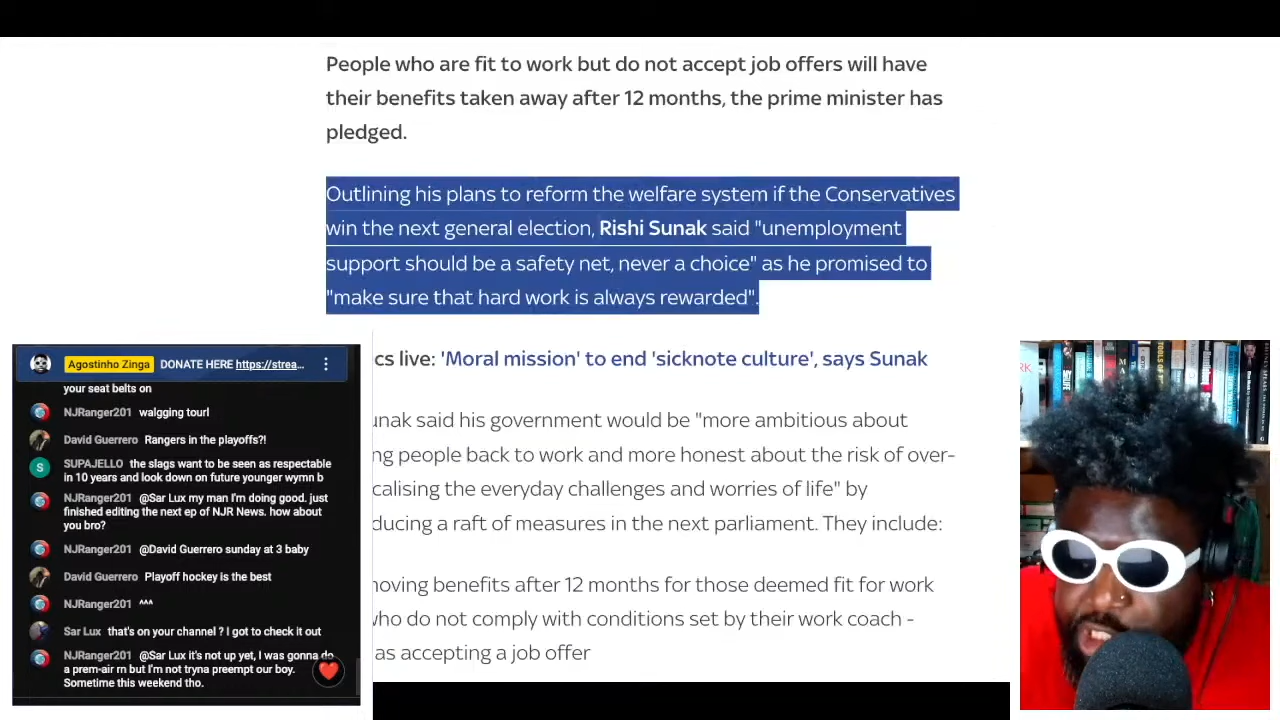 People who are fit to work but do not accept job offers will have
their benefits taken away after 12 months, the prime minister has
pledged.
Outlining his plans to reform the welfare system if the Conservatives
win the next general election, Rishi Sunak said "unemployment
support should be a safety net, never a choice" as he promised to
"make sure that hard work is always rewarded".
cs live: 'Moral mission' to end 'sicknote culture', says Sunak
unak said his government would be "more ambitious about
ng people back to work and more honest about the risk of over-
calising the everyday challenges and worries of life" by
ducing a raft of measures in the next parliament. They include:
noving benefits after 12 months for those deemed fit for work
who do not comply with conditions set by their work coach -
as accepting a job offer
Agostinho Zinga DONATE HERE https://strea...
your seat belts on
NJRanger201 walgging tourl
David Guerrero Rangers in the playoffs?!
S SUPAJELLO the slags want to be seen as respectable
in 10 years and look down on future younger wymn b
NJRanger201 @Sar Lux my man I'm doing good. just
finished editing the next ep of NJR News. how about
you bro?
NJRanger201 @David Guerrero sunday at 3 baby
David Guerrero Playoff hockey is the best
NJRanger201 ^^^
Sar Lux that's on your channel ? I got to check it out
NJRanger201 @Sar Lux it's not up yet, I was gonna do
a prem-air rn but I'm not tryna preempt our boy.
Sometime this weekend tho.